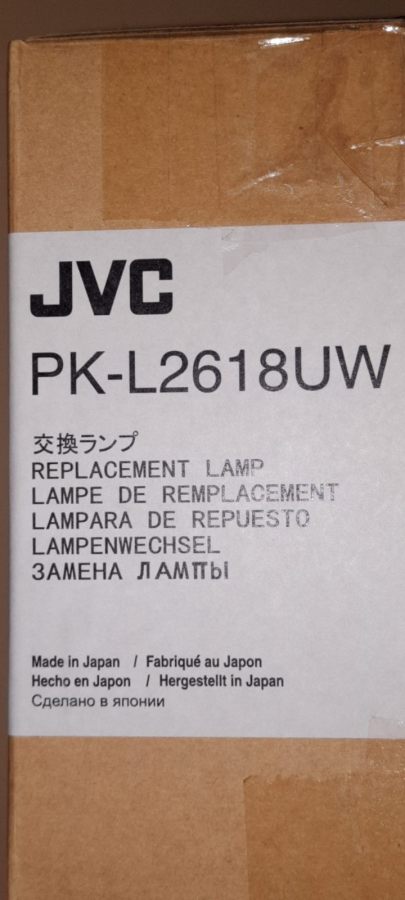 JVC
PK-L2618UW
交換ランプ
REPLACEMENT LAMP
LAMPE DE REMPLACEMENT
LAMPARA DE REPUESTO
LAMPENWECHSEL
ЗАМЕНА ЛАМПЫ
Made in Japan / Fabriqué au Japon
Hecho en Japon / Hergestellt in Japan
Сделано в японии